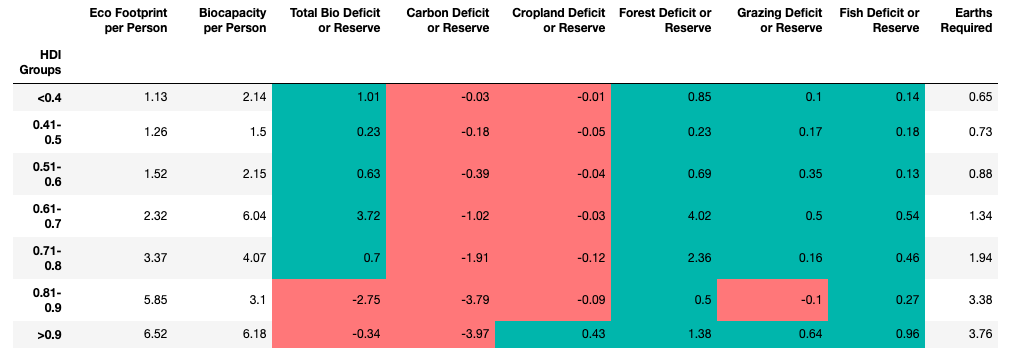 Eco Footprint per Person Biocapacity per Person Total Bio Deficit or Reserve Carbon Deficit or Reserve Cropland Deficit or Reserve Forest Deficit or Reserve Grazing Deficit or Reserve Fish Deficit or Reserve Earths Required
HDI Groups
<0.4 1.13 2.14 1.01 -0.03 -0.01 0.85 0.1 0.14 0.65
0.41-0.5 1.26 1.5 0.23 -0.18 -0.05 0.23 0.17 0.18 0.73
0.51-0.6 1.52 2.15 0.63 -0.39 -0.04 0.69 0.35 0.13 0.88
0.61-0.7 2.32 6.04 3.72 -1.02 -0.03 4.02 0.5 0.54 1.34
0.71-0.8 3.37 4.07 0.7 -1.91 -0.12 2.36 0.16 0.46 1.94
0.81-0.9 5.85 3.1 -2.75 -3.79 -0.09 0.5 -0.1 0.27 3.38
>0.9 6.52 6.18 -0.34 -3.97 0.43 1.38 0.64 0.96 3.76